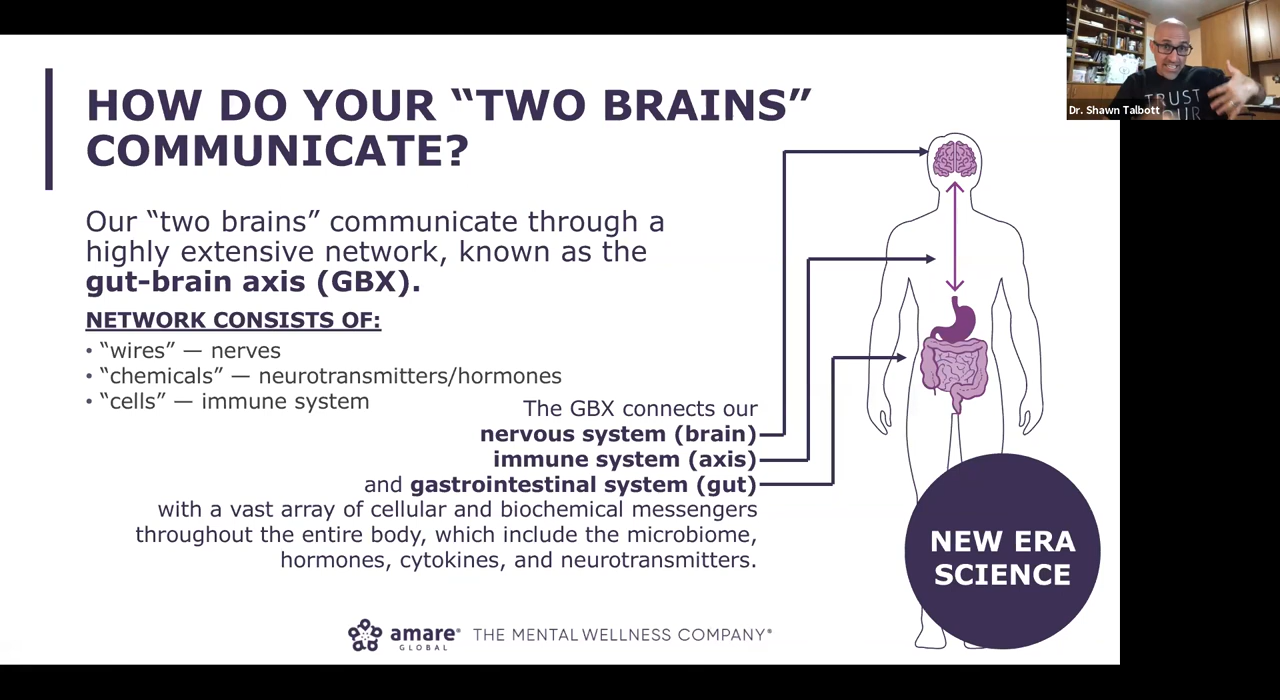 HOW DO YOUR “TWO BRAINS”
COMMUNICATE?
Our “two brains” communicate through a
highly extensive network, known as the
gut-brain axis (GBX).
NETWORK CONSISTS OF:
• “wires” — nerves
• “chemicals” — neurotransmitters/hormones
• “cells” — immune system
The GBX connects our
nervous system (brain)
immune system (axis)
and gastrointestinal system (gut)
with a vast array of cellular and biochemical messengers
throughout the entire body, which include the microbiome,
hormones, cytokines, and neurotransmitters.
NEW ERA
SCIENCE
amare® THE MENTAL WELLNESS COMPANY®
GLOBAL
TRUST
Dr. Shawn Talbott